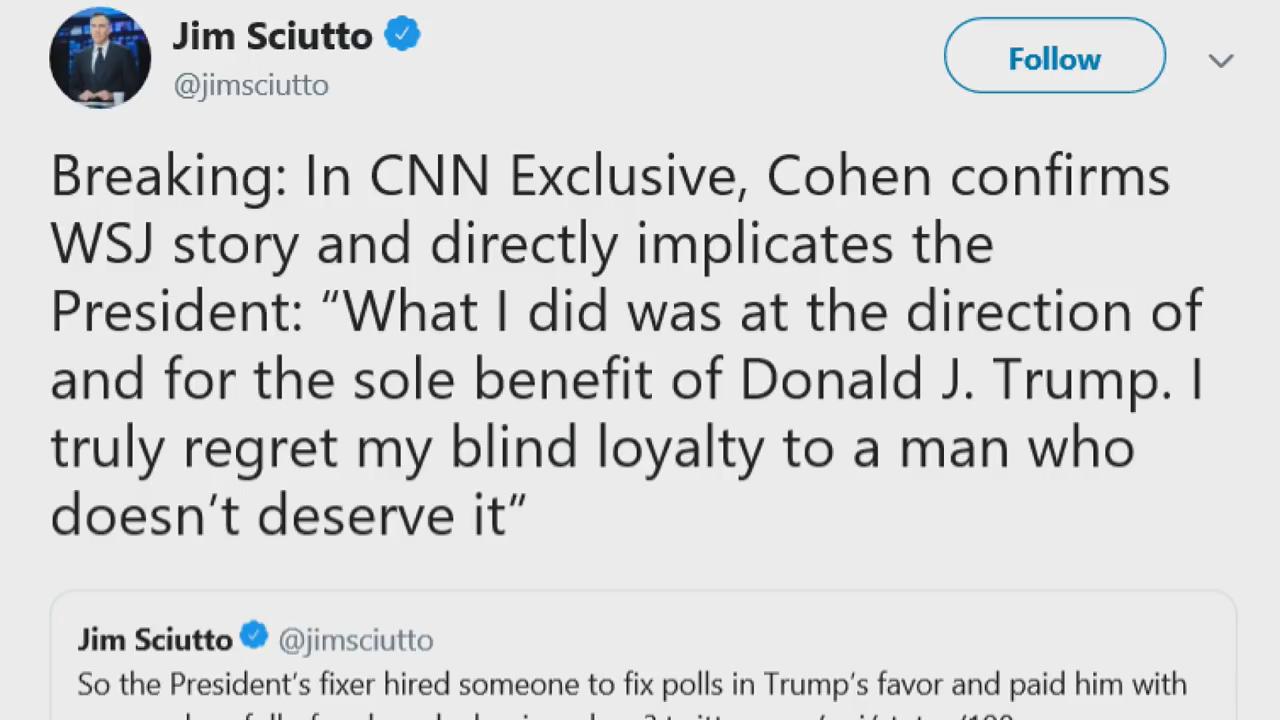 Jim Sciutto
@jimsciutto
Follow
Breaking: In CNN Exclusive, Cohen confirms
WSJ story and directly implicates the
President: “What I did was at the direction of
and for the sole benefit of Donald J. Trump. I
truly regret my blind loyalty to a man who
doesn’t deserve it”
Jim Sciutto @jimsciutto
So the President’s fixer hired someone to fix polls in Trump’s favor and paid him with